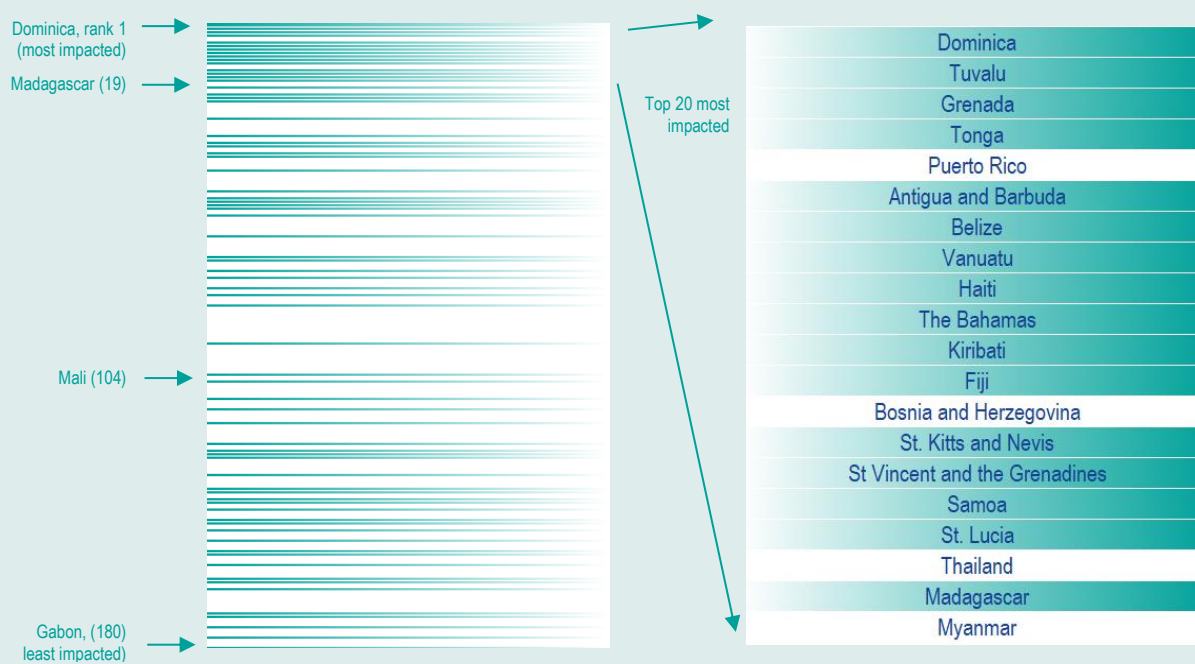 Dominica, rank 1
(most impacted)
Madagascar (19)
Mali (104)
Gabon, (180)
least impacted)
Top 20 most
impacted
Dominica
Tuvalu
Grenada
Tonga
Puerto Rico
Antigua and Barbuda
Belize
Vanuatu
Haiti
The Bahamas
Kiribati
Fiji
Bosnia and Herzegovina
St. Kitts and Nevis
St Vincent and the Grenadines
Samoa
St. Lucia
Thailand
Madagascar
Myanmar